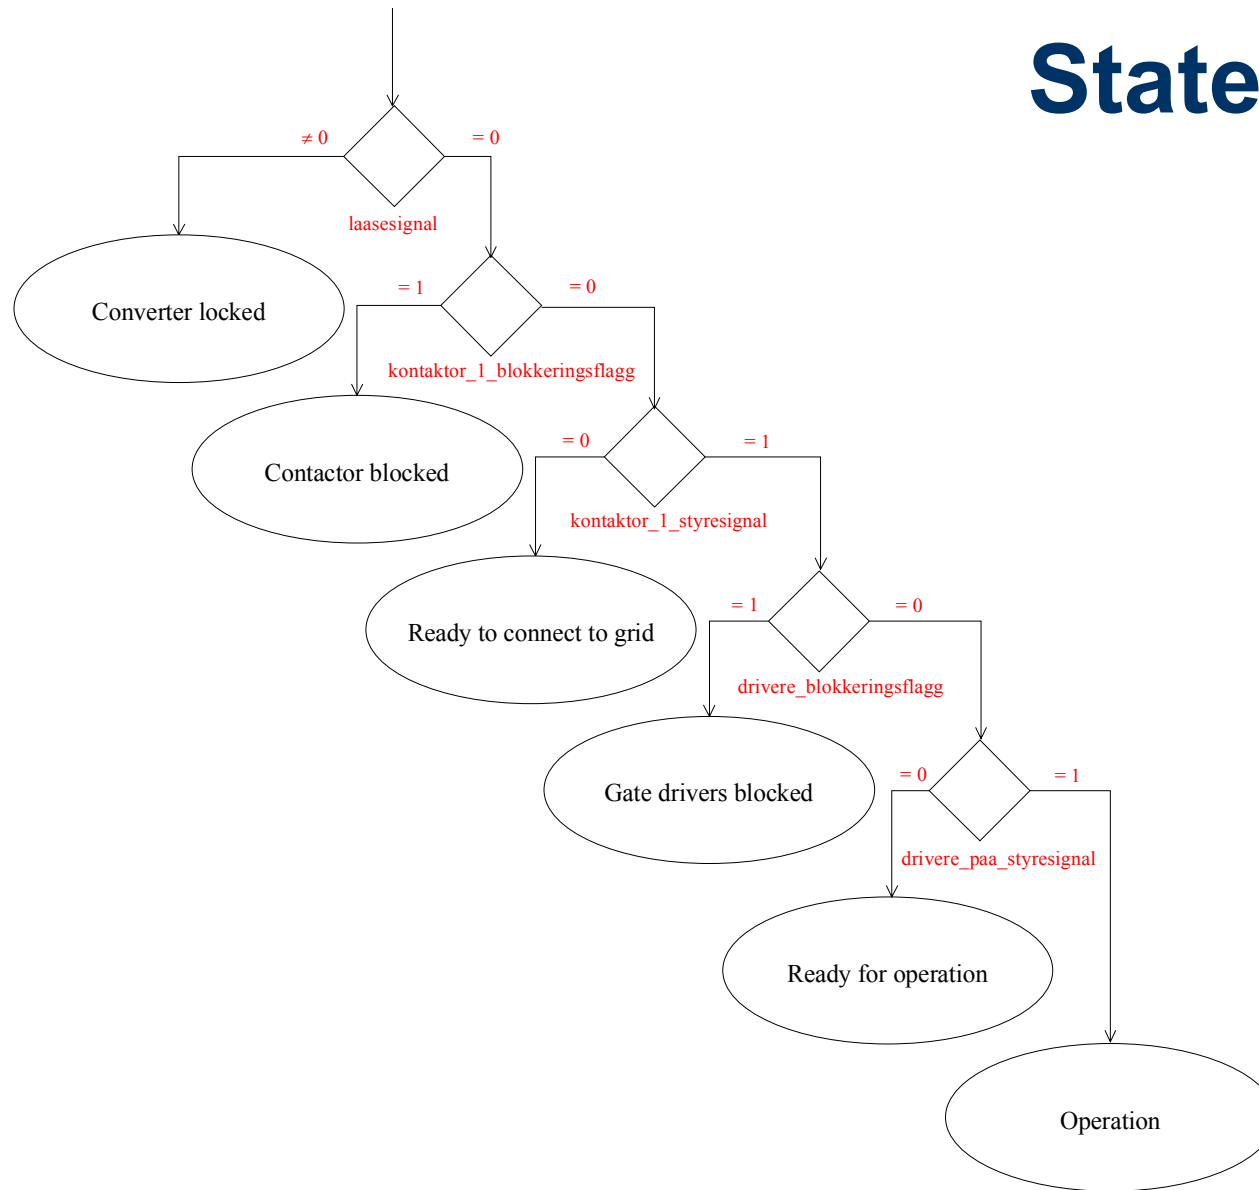 State
≠ 0
= 0
laasesignal
Converter locked
= 1
= 0
kontaktor_1_blokkeringsflagg
Contactor blocked
= 0
= 1
kontaktor_1_styresignal
Ready to connect to grid
= 1
= 0
drivere_blokkeringsflagg
Gate drivers blocked
= 0
= 1
drivere_paa_styresignal
Ready for operation
Operation